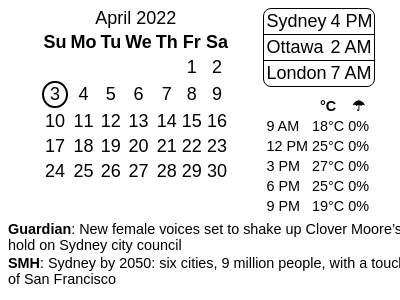 April 2022
Su Mo Tu We Th Fr Sa
1 2
3 4 5 6 7 8 9
10 11 12 13 14 15 16
17 18 19 20 21 22 23
24 25 26 27 28 29 30
Sydney 4 PM
Ottawa 2 AM
London 7 AM
°C ☂
9 AM 18°C 0%
12 PM 25°C 0%
3 PM 27°C 0%
6 PM 25°C 0%
9 PM 19°C 0%
Guardian: New female voices set to shake up Clover Moore's
hold on Sydney city council
SMH: Sydney by 2050: six cities, 9 million people, with a touch
of San Francisco